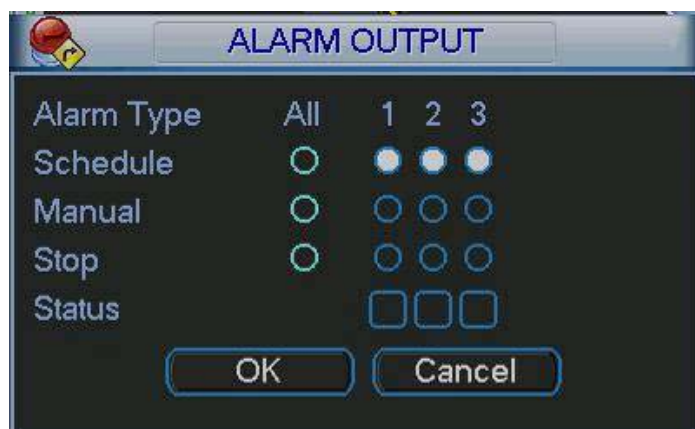 ALARM OUTPUT
Alarm Type All 1 2 3
Schedule
Manual
Stop
Status
OK Cancel